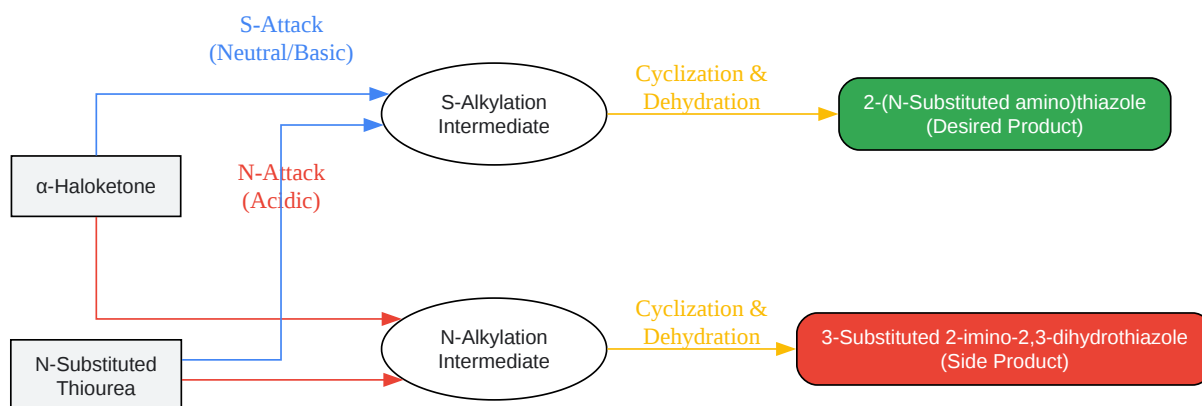 S-Attack
(Neutral/Basic)
Cyclization &
Dehydration
S-Alkylation
Intermediate
2-(N-Substituted amino)thiazole
(Desired Product)
α-Haloketone
N-Attack
(Acidic)
Cyclization &
Dehydration
N-Alkylation
Intermediate
3-Substituted 2-imino-2,3-dihydrothiazole
(Side Product)
N-Substituted
Thiourea